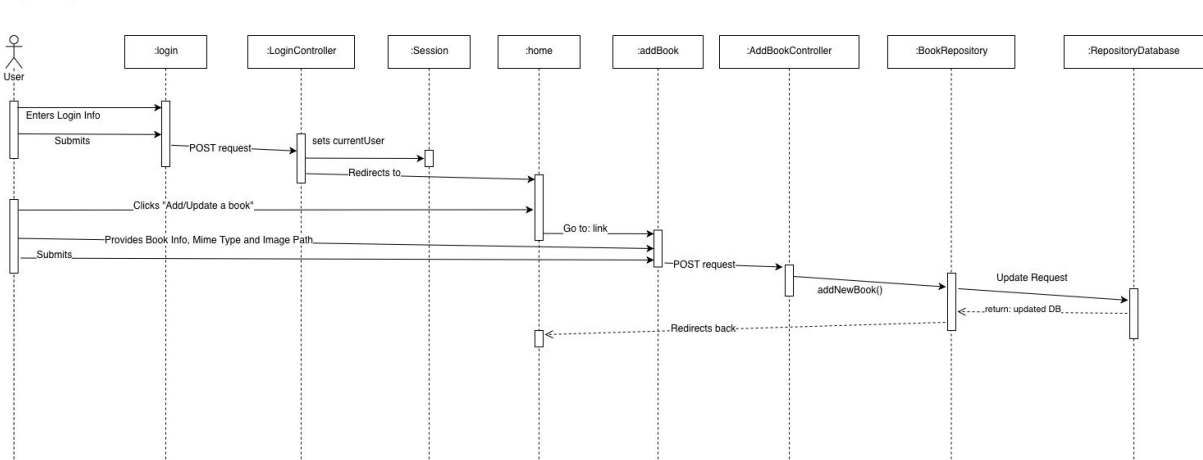 :login
:LoginController
:Session
:home
:addBook
:AddBookController
:BookRepository
:RepositoryDatabase
User
Enters Login Info
Submits
POST request
sets currentUser
Redirects to
Clicks "Add/Update a book"
Go to: link
Provides Book Info, Mime Type and Image Path
Submits
POST request
addNewBook()
Update Request
return: updated DB
Redirects back